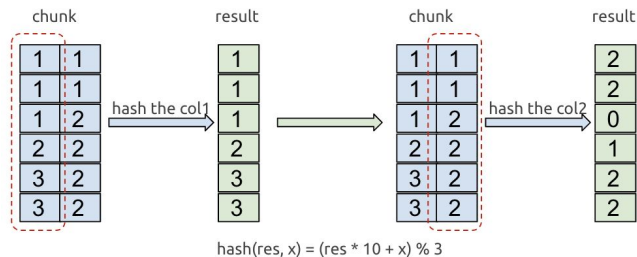 chunk result chunk result
1 1 1 1 1 2
1 1 1 1 1 2
1 2 hash the col1 1 1 2 hash the col2 0
2 2 2 2 2 1
3 2 3 3 2 2
3 2 3 3 2 2
hash(res, x) = (res * 10 + x) % 3